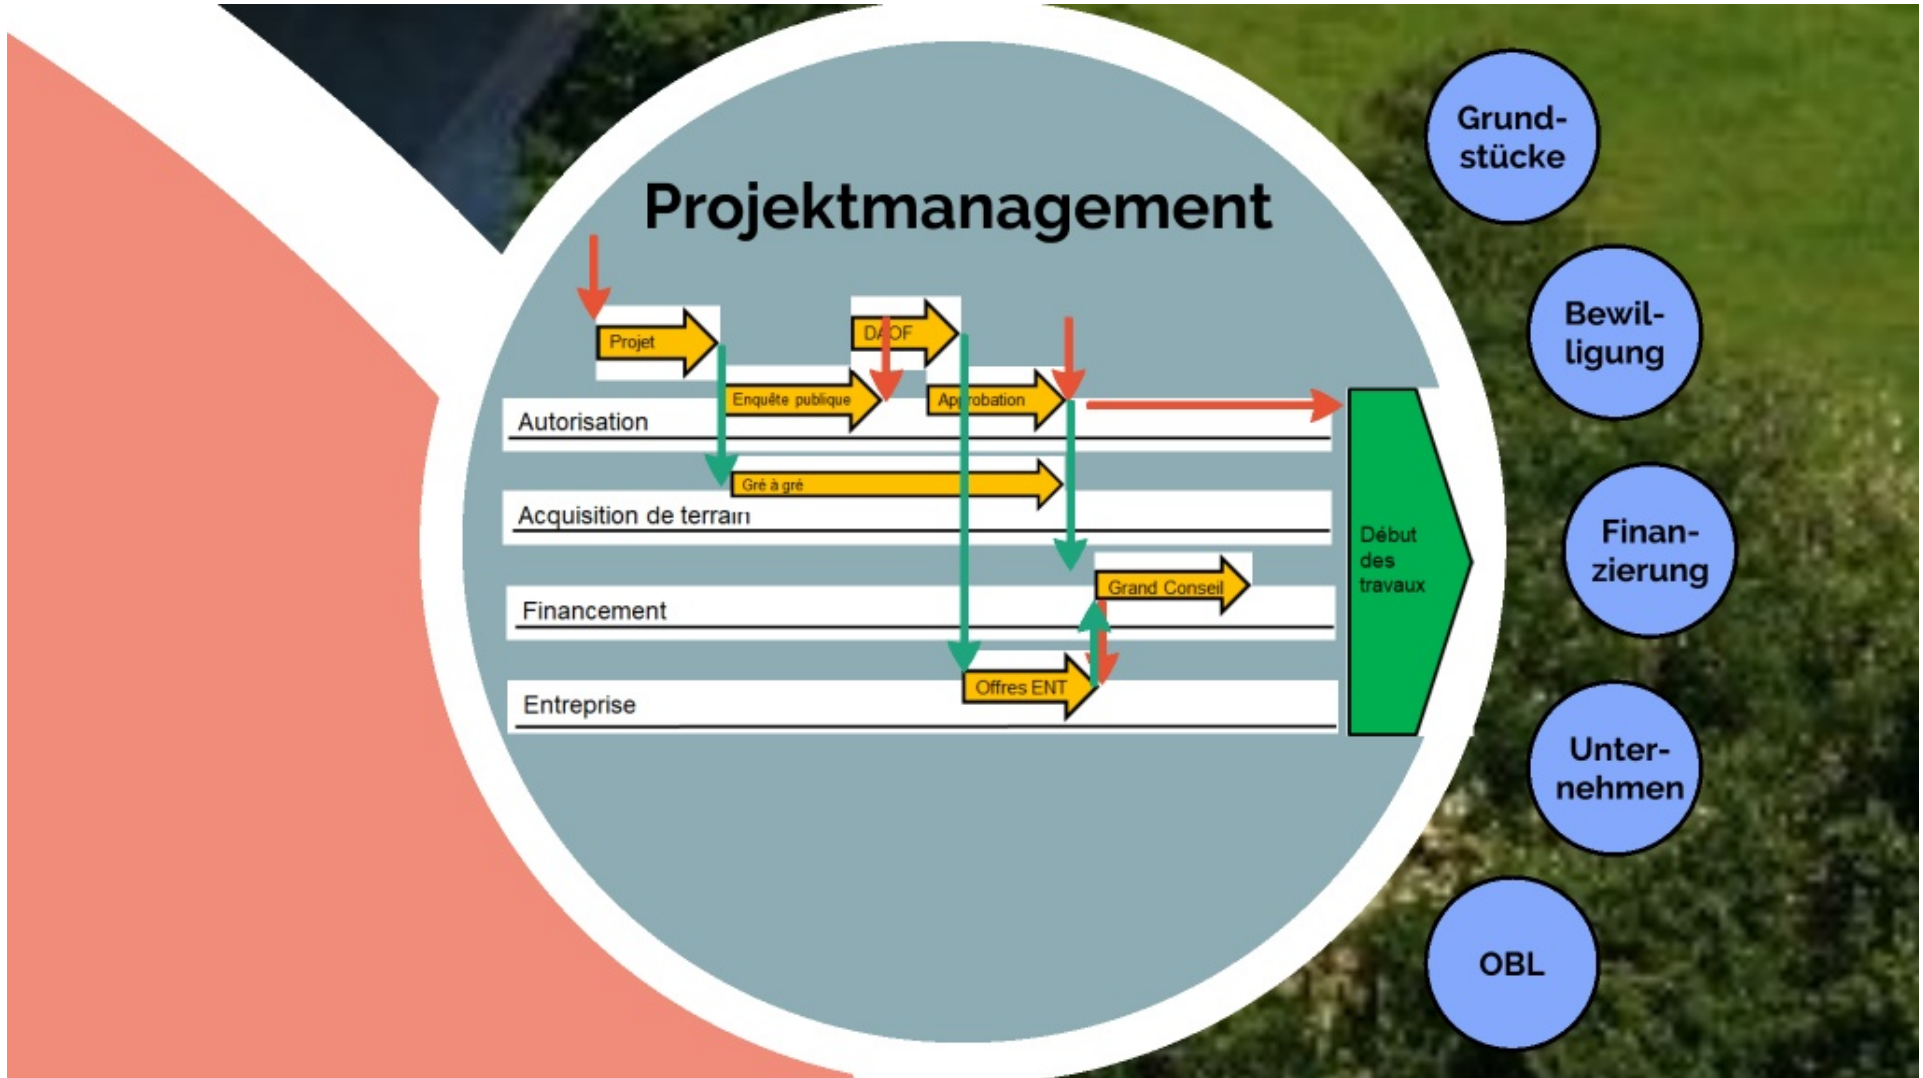 Projektmanagement
Projet
DAOF
Enquête publique
Approbation
Autorisation
Gré à gré
Acquisition de terrain
Grand Conseil
Financement
Offres ENT
Entreprise
Début
des
travaux
Grund-
stücke
Bewil-
ligung
Finan-
zierung
Unter-
nehmen
OBL